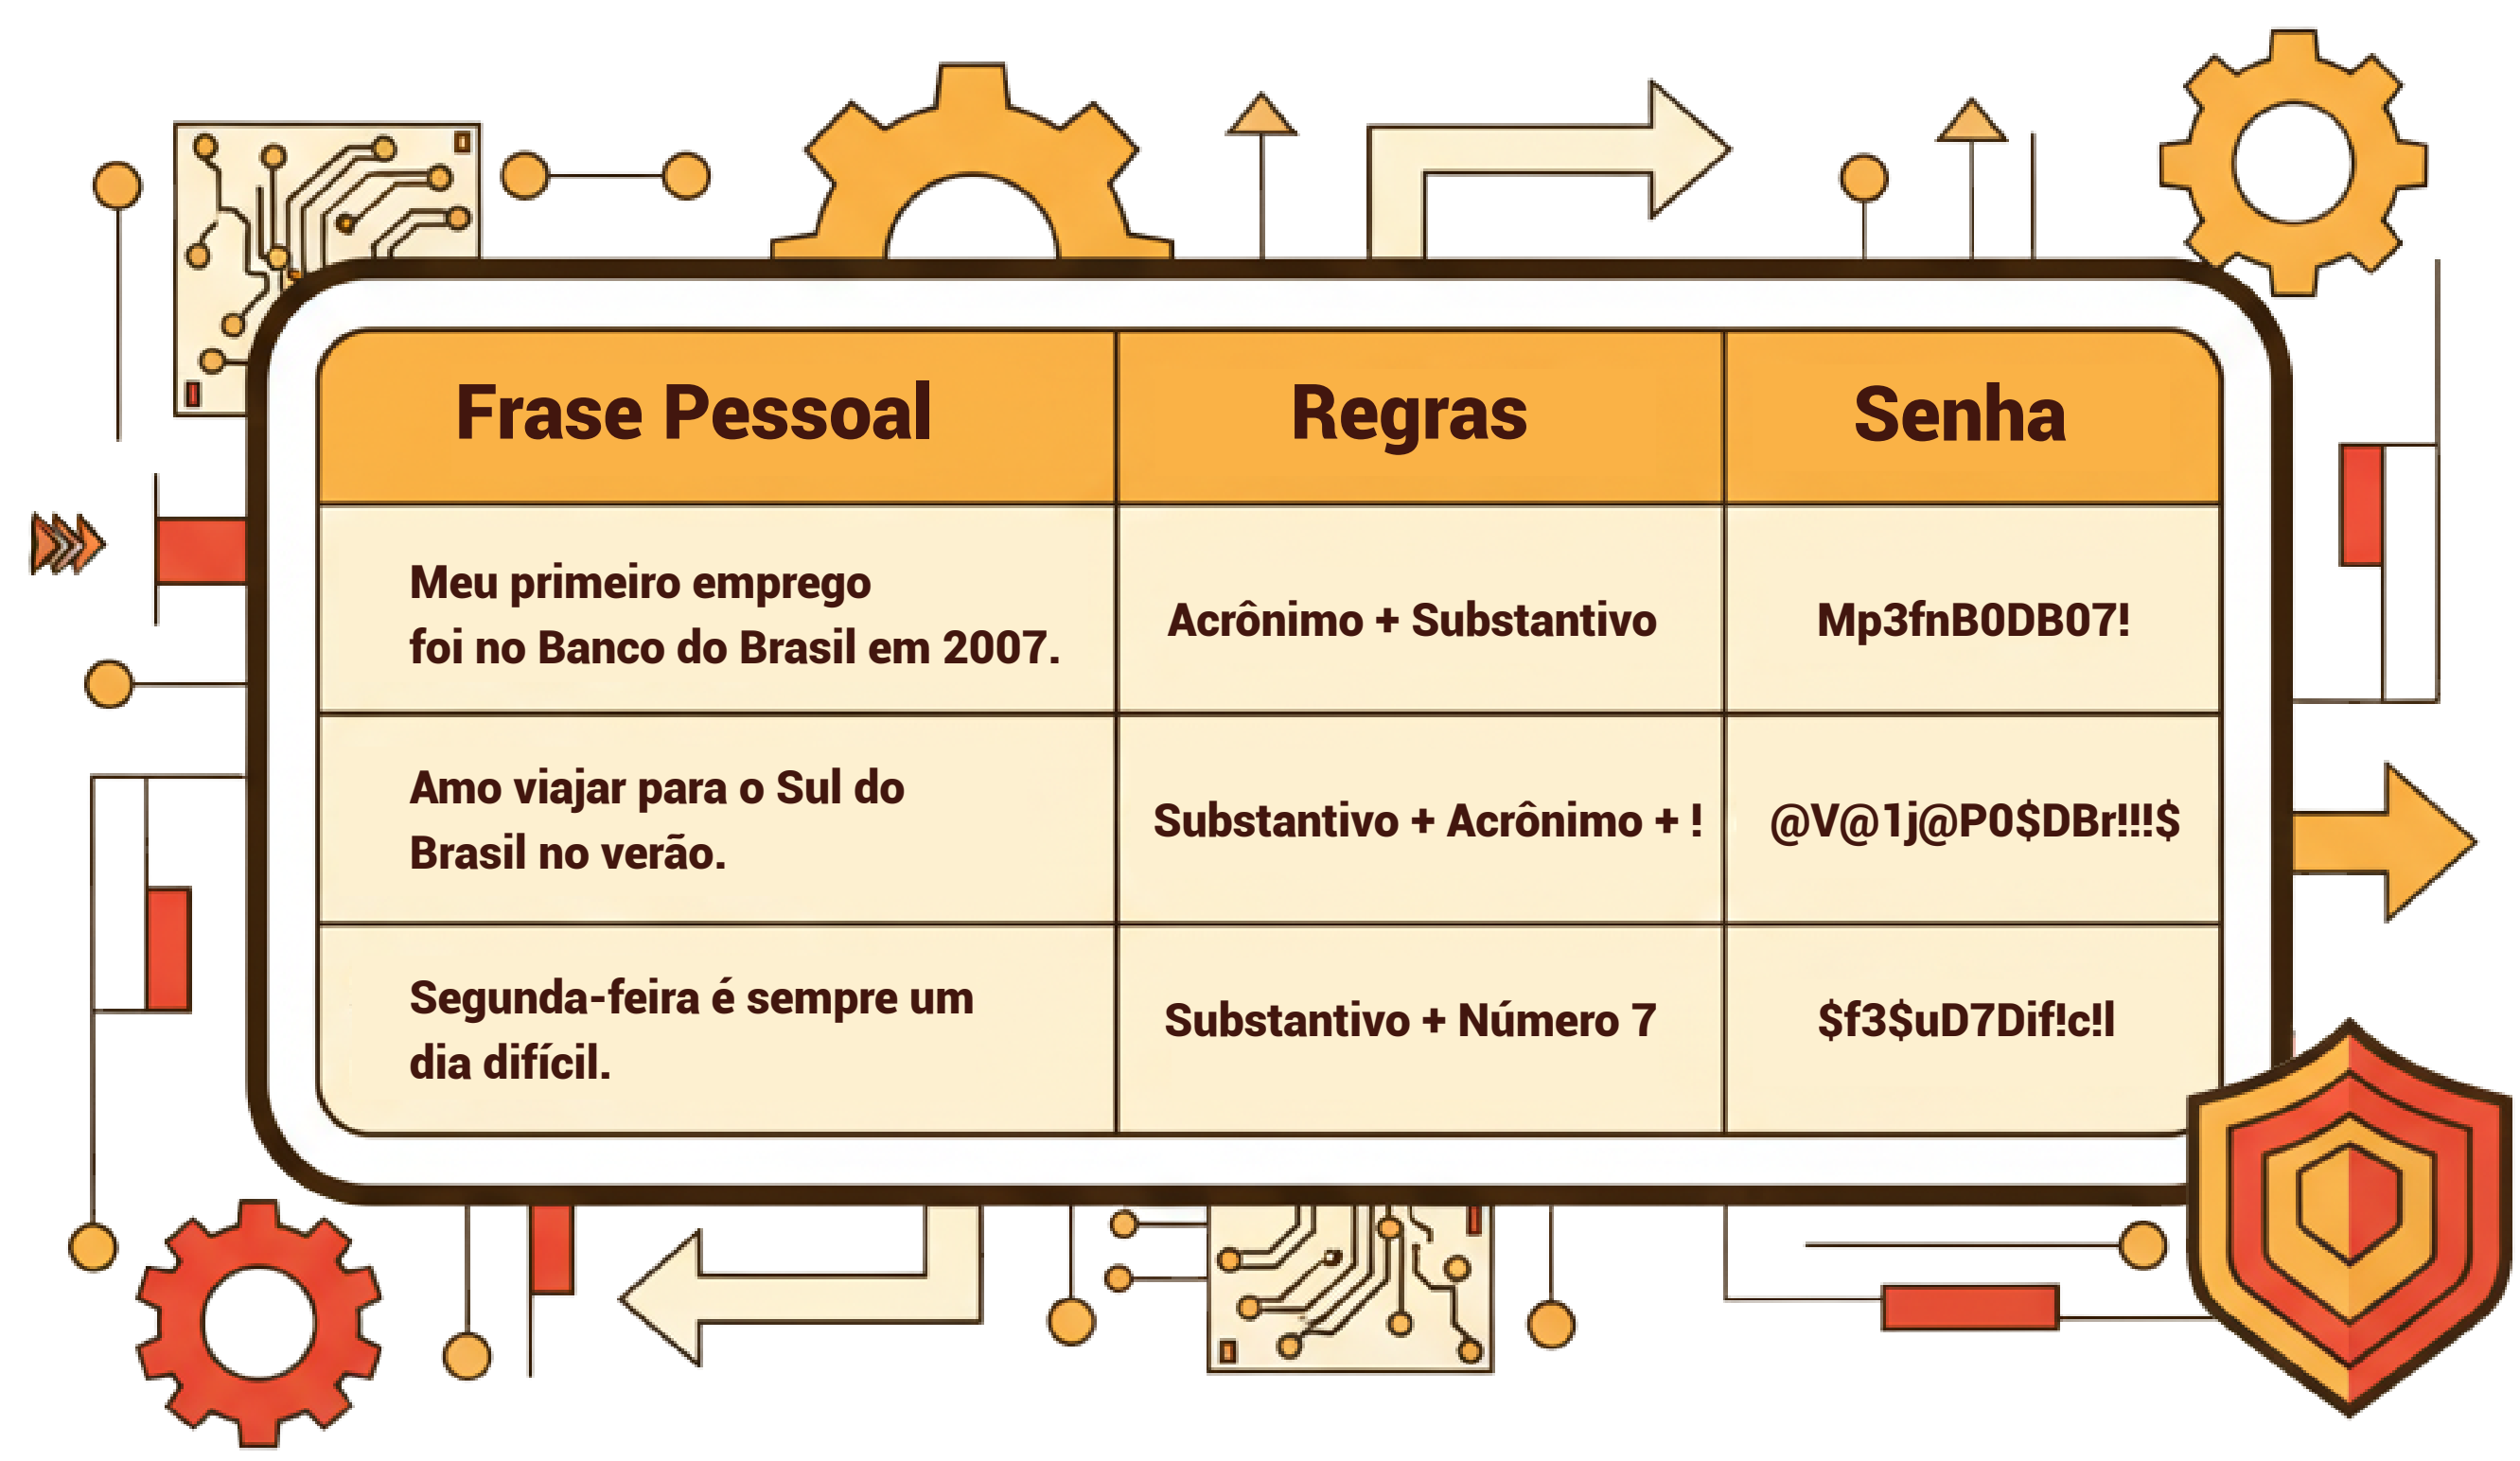 Frase Pessoal
Regras
Senha
Meu primeiro emprego
foi no Banco do Brasil em 2007.
Acrônimo + Substantivo
Mp3fnB0DB07!
Amo viajar para o Sul do
Brasil no verão.
Substantivo + Acrônimo + !
@V@1j@P0$DBr!!!$
Segunda-feira é sempre um
dia difícil.
Substantivo + Número 7
$f3$uD7Dif!c!l